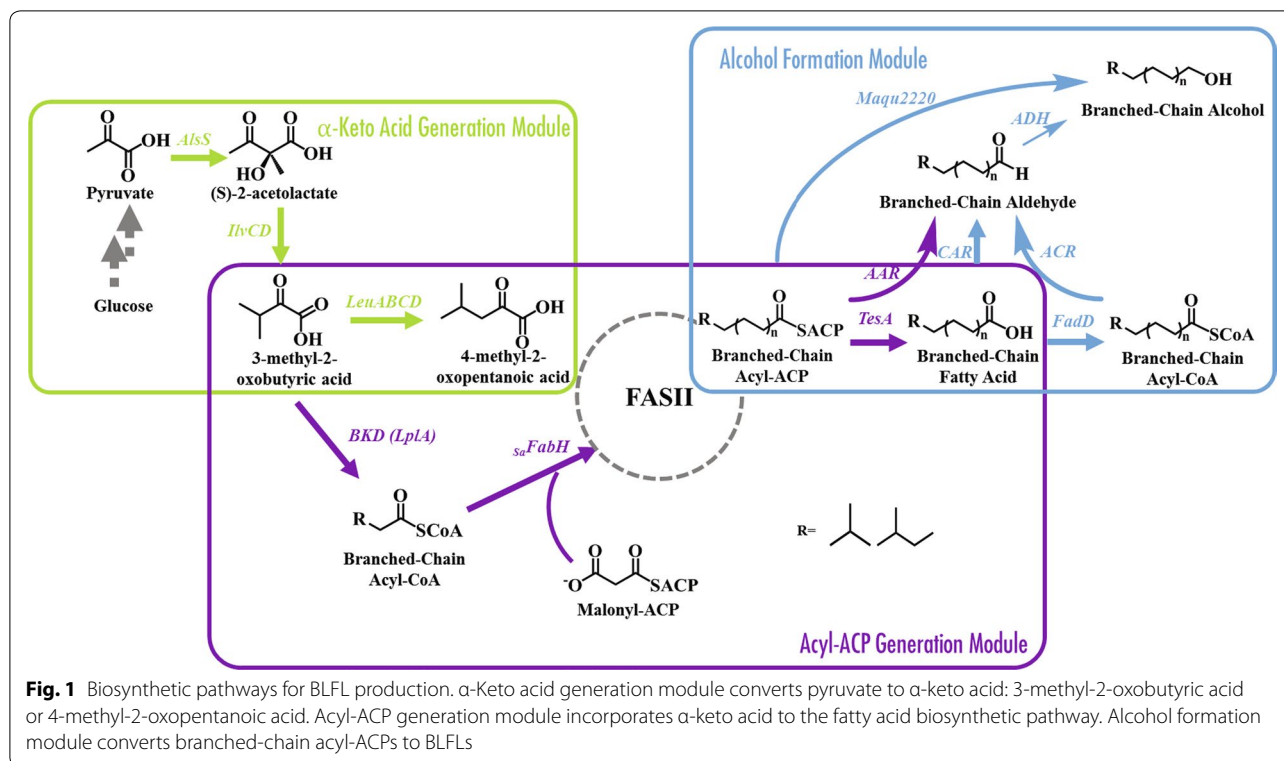 Alcohol Formation Module
R
n
OH
Branched-Chain Alcohol
Maqu2220
ADH
α-Keto Acid Generation Module
O
OH
O
AlsS
O
O
OH
HO
Pyruvate
(S)-2-acetolactate
R
O
n
H
Branched-Chain Aldehyde
IlvCD
AAR
CAR
ACR
Glucose
O
O
OH
LeuABCD
O
OH
O
3-methyl-2-
oxobutyric acid
4-methyl-2-
oxopentanoic acid
R
O
n
SACP
Branched-Chain
Acyl-ACP
TesA
R
O
n
OH
Branched-Chain
Fatty Acid
FadD
R
O
n
SCoA
Branched-Chain
Acyl-CoA
FASII
BKD (LplA)
saFabH
R
O
SCoA
Branched-Chain
Acyl-CoA
O
O
-O
SACP
Malonyl-ACP
R=
Acyl-ACP Generation Module
Fig. 1 Biosynthetic pathways for BLFL production. α-Keto acid generation module converts pyruvate to α-keto acid: 3-methyl-2-oxobutyric acid
or 4-methyl-2-oxopentanoic acid. Acyl-ACP generation module incorporates α-keto acid to the fatty acid biosynthetic pathway. Alcohol formation
module converts branched-chain acyl-ACPs to BLFLs